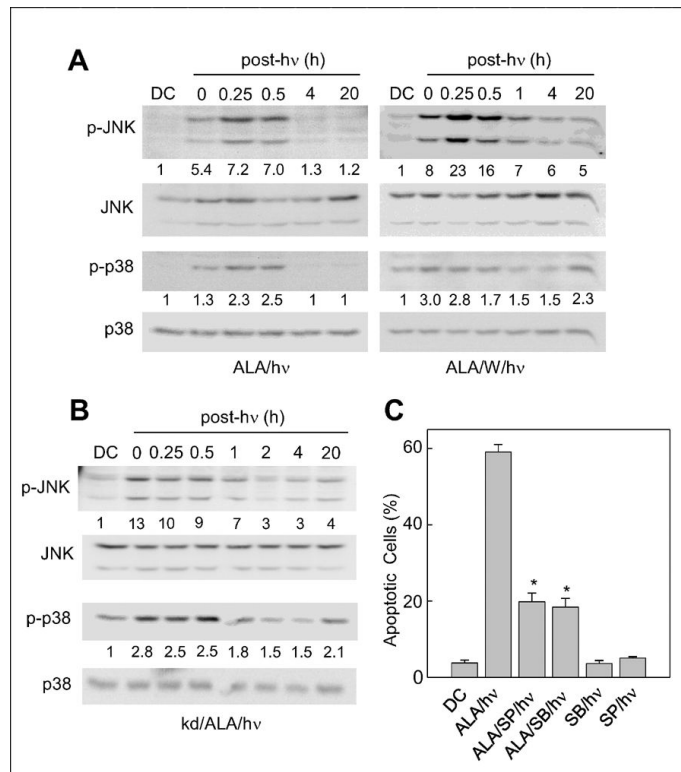 A
post-hν (h)
DC 0 0.25 0.5 4 20
p-JNK
1 5.4 7.2 7.0 1.3 1.2
JNK
p-p38
1 1.3 2.3 2.5 1 1
p38
ALA/hν
post-hν (h)
DC 0 0.25 0.5 1 4 20
1 8 23 16 7 6 5
1 3.0 2.8 1.7 1.5 1.5 2.3
ALA/W/hν
B
post-hν (h)
DC 0 0.25 0.5 1 2 4 20
p-JNK
1 13 10 9 7 3 3 4
JNK
p-p38
1 2.8 2.5 2.5 1.8 1.5 1.5 2.1
p38
kd/ALA/hν
C
Apoptotic Cells (%)
60
40
20
0
* *
DC
ALA/hν
ALA/SP/hν
ALA/SB/hν
SB/hν
SP/hν